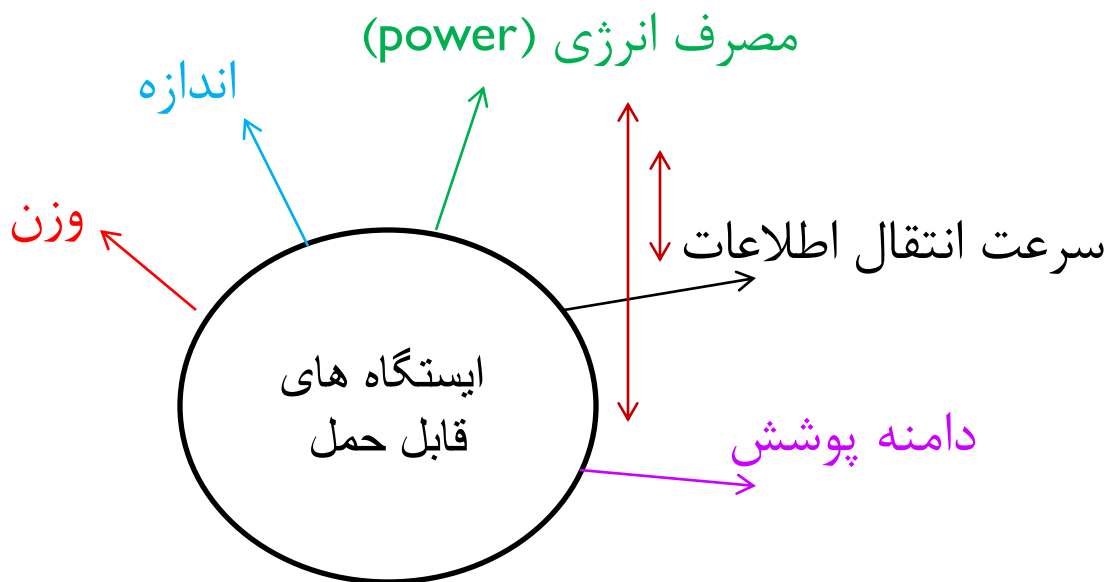 مصرف انرژی (power)
اندازه
وزن
سرعت انتقال اطلاعات
ایستگاه های
قابل حمل
دامنه پوشش